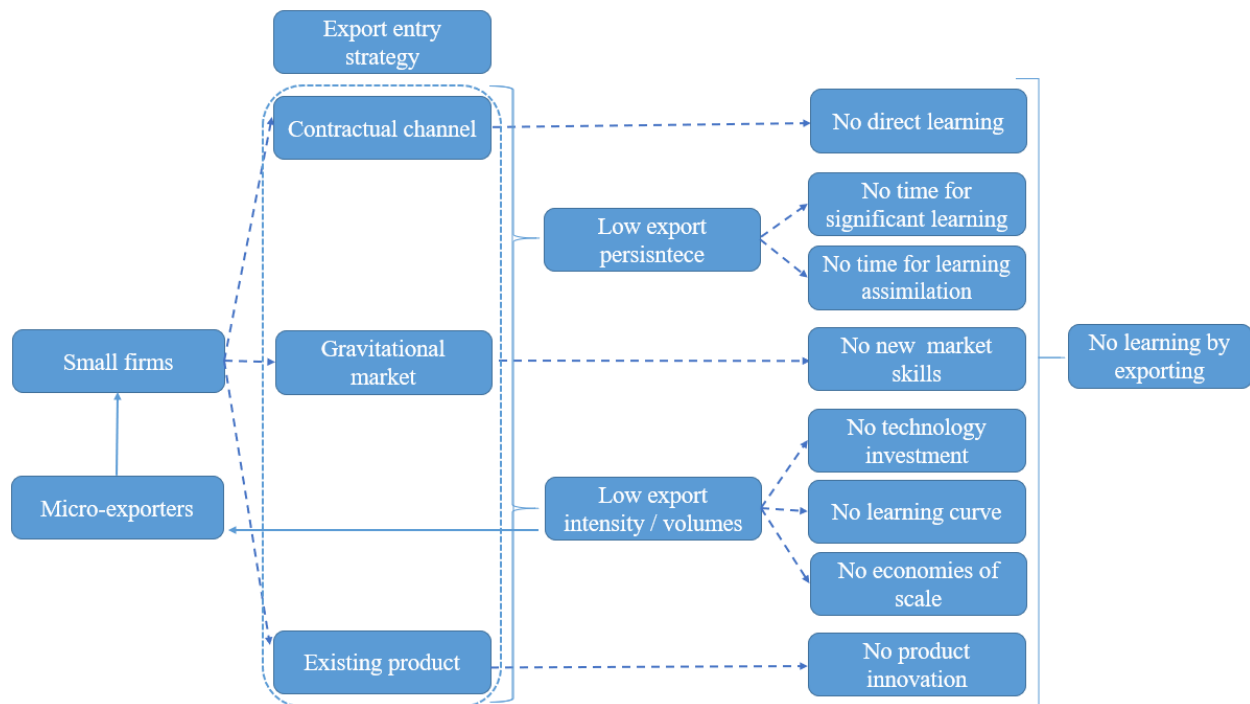 Export entry
strategy
Contractual channel
No direct learning
No time for
significant learning
Low export
persisntece
No time for learning
assimilation
Small firms
Gravitational
market
No new market
skills
No learning by
exporting
No technology
investment
Micro-exporters
Low export
intensity / volumes
No learning curve
No economies of
scale
Existing product
No product
innovation